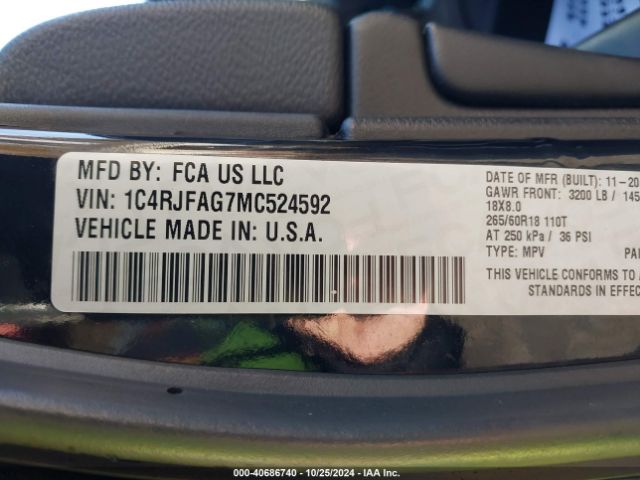 MFD BY: FCA US LLC
VIN: 1C4RJFAG7MC524592
VEHICLE MADE IN: U.S.A.
DATE OF MFR (BUILT): 11-20
GAWR FRONT: 3200 LB / 145
18X8.0
265/60R18 110T
AT 250 kPa / 36 PSI
TYPE: MPV
THIS VEHICLE CONFORMS TO
STANDARDS IN EFFEC
000-40686740 - 10/25/2024 - IAA Inc.